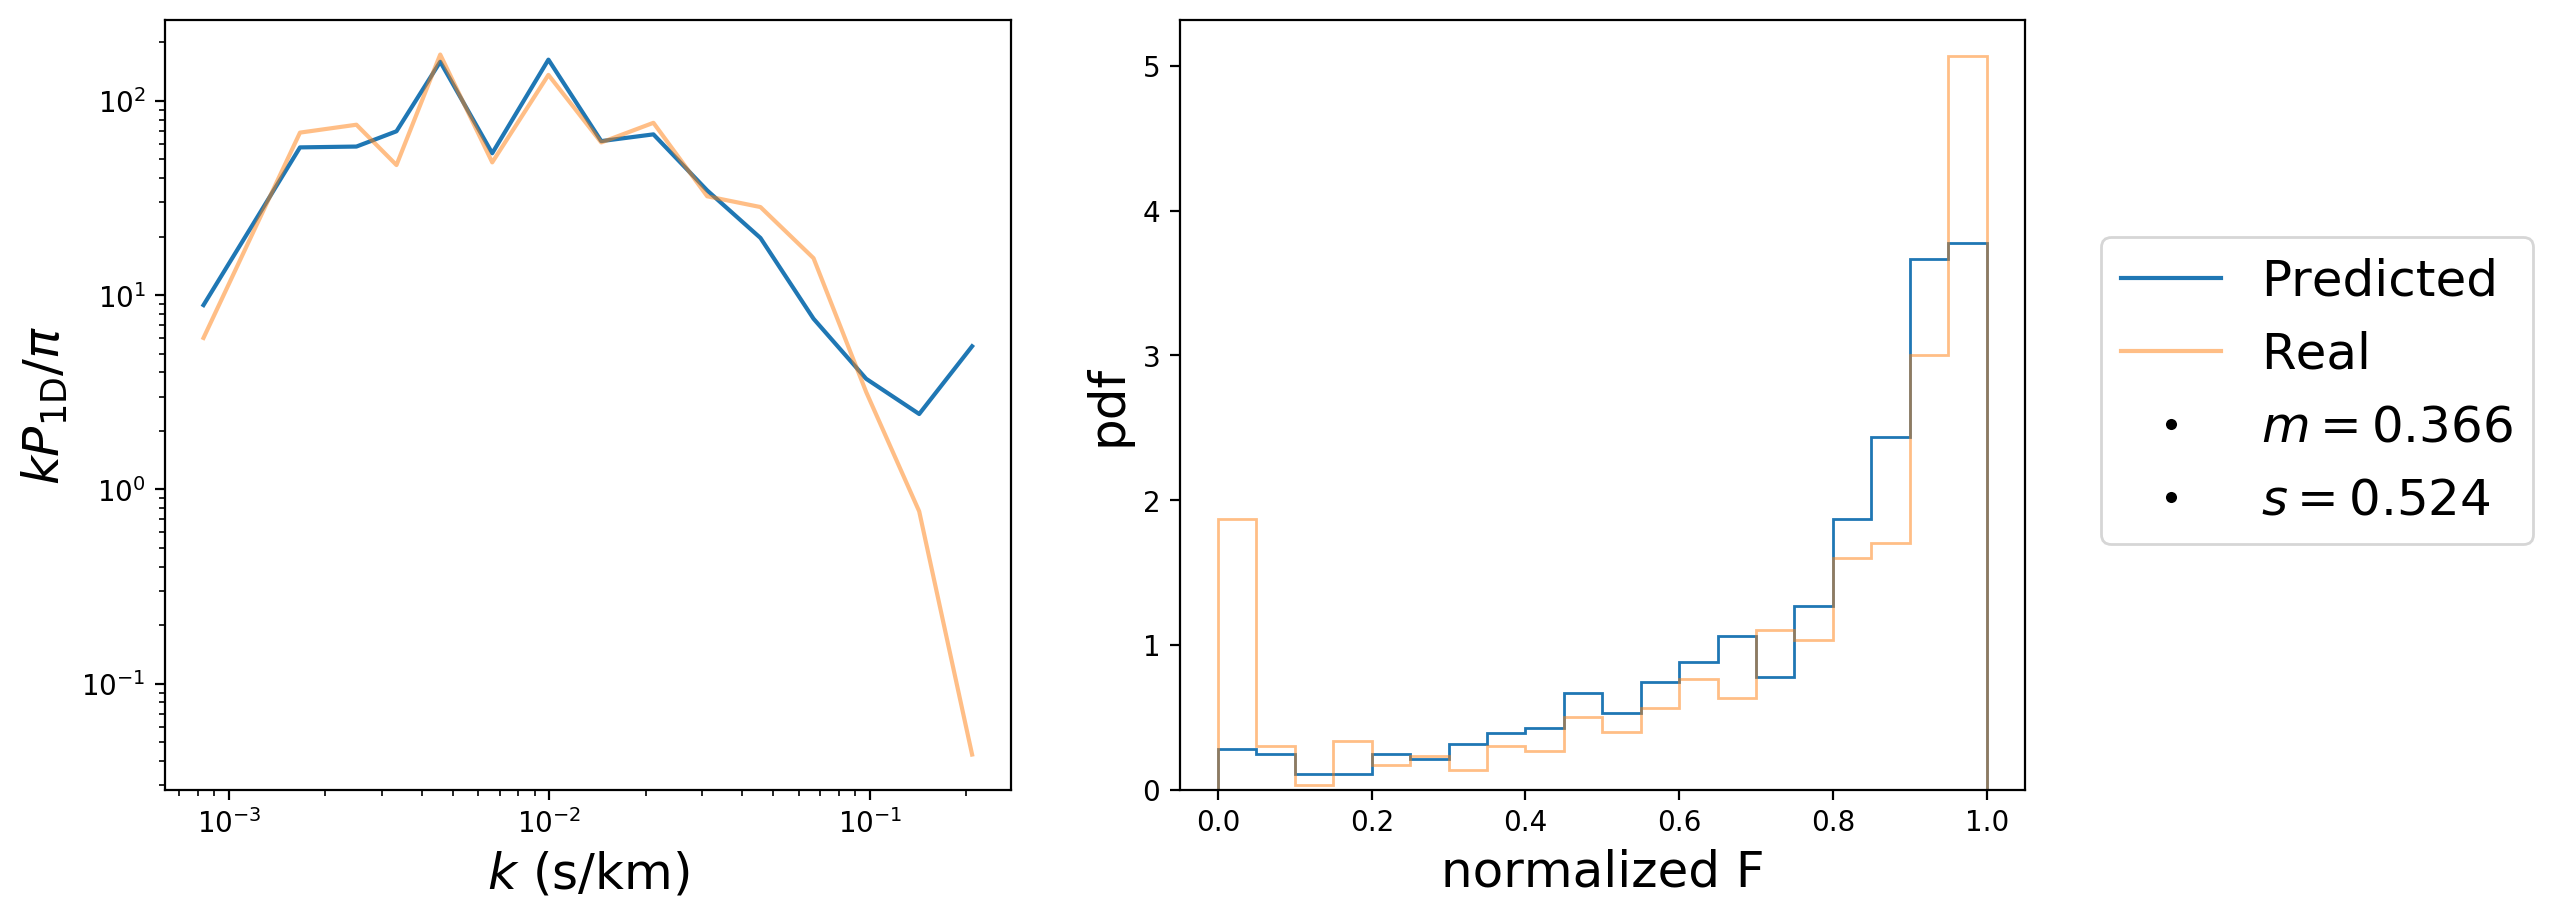 10²
10¹
10⁰
10⁻¹
kP₁D/π
10⁻³
10⁻²
10⁻¹
k (s/km)
5
4
3
2
1
0
pdf
0.0
0.2
0.4
0.6
0.8
1.0
normalized F
Predicted
Real
m = 0.366
s = 0.524